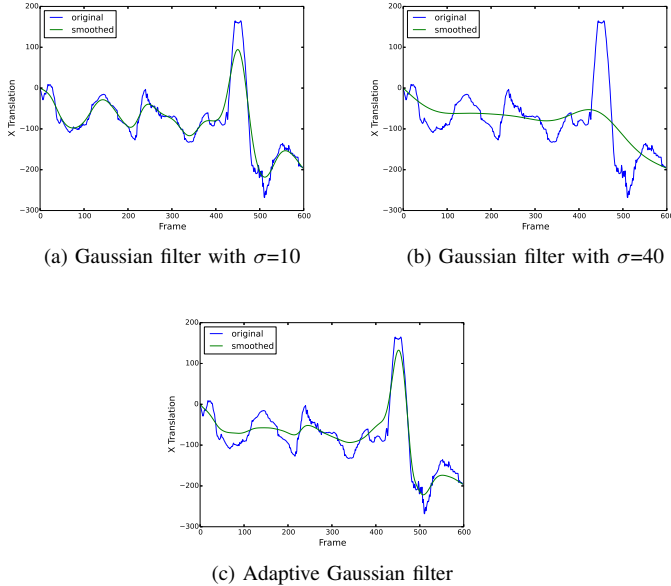 200
100
0
−100
−200
−300
X Translation
original
smoothed
0 100 200 300 400 500 600
Frame
(a) Gaussian filter with σ=10
200
100
0
−100
−200
−300
X Translation
original
smoothed
0 100 200 300 400 500 600
Frame
(b) Gaussian filter with σ=40
200
100
0
−100
−200
−300
X Translation
original
smoothed
0 100 200 300 400 500 600
Frame
(c) Adaptive Gaussian filter